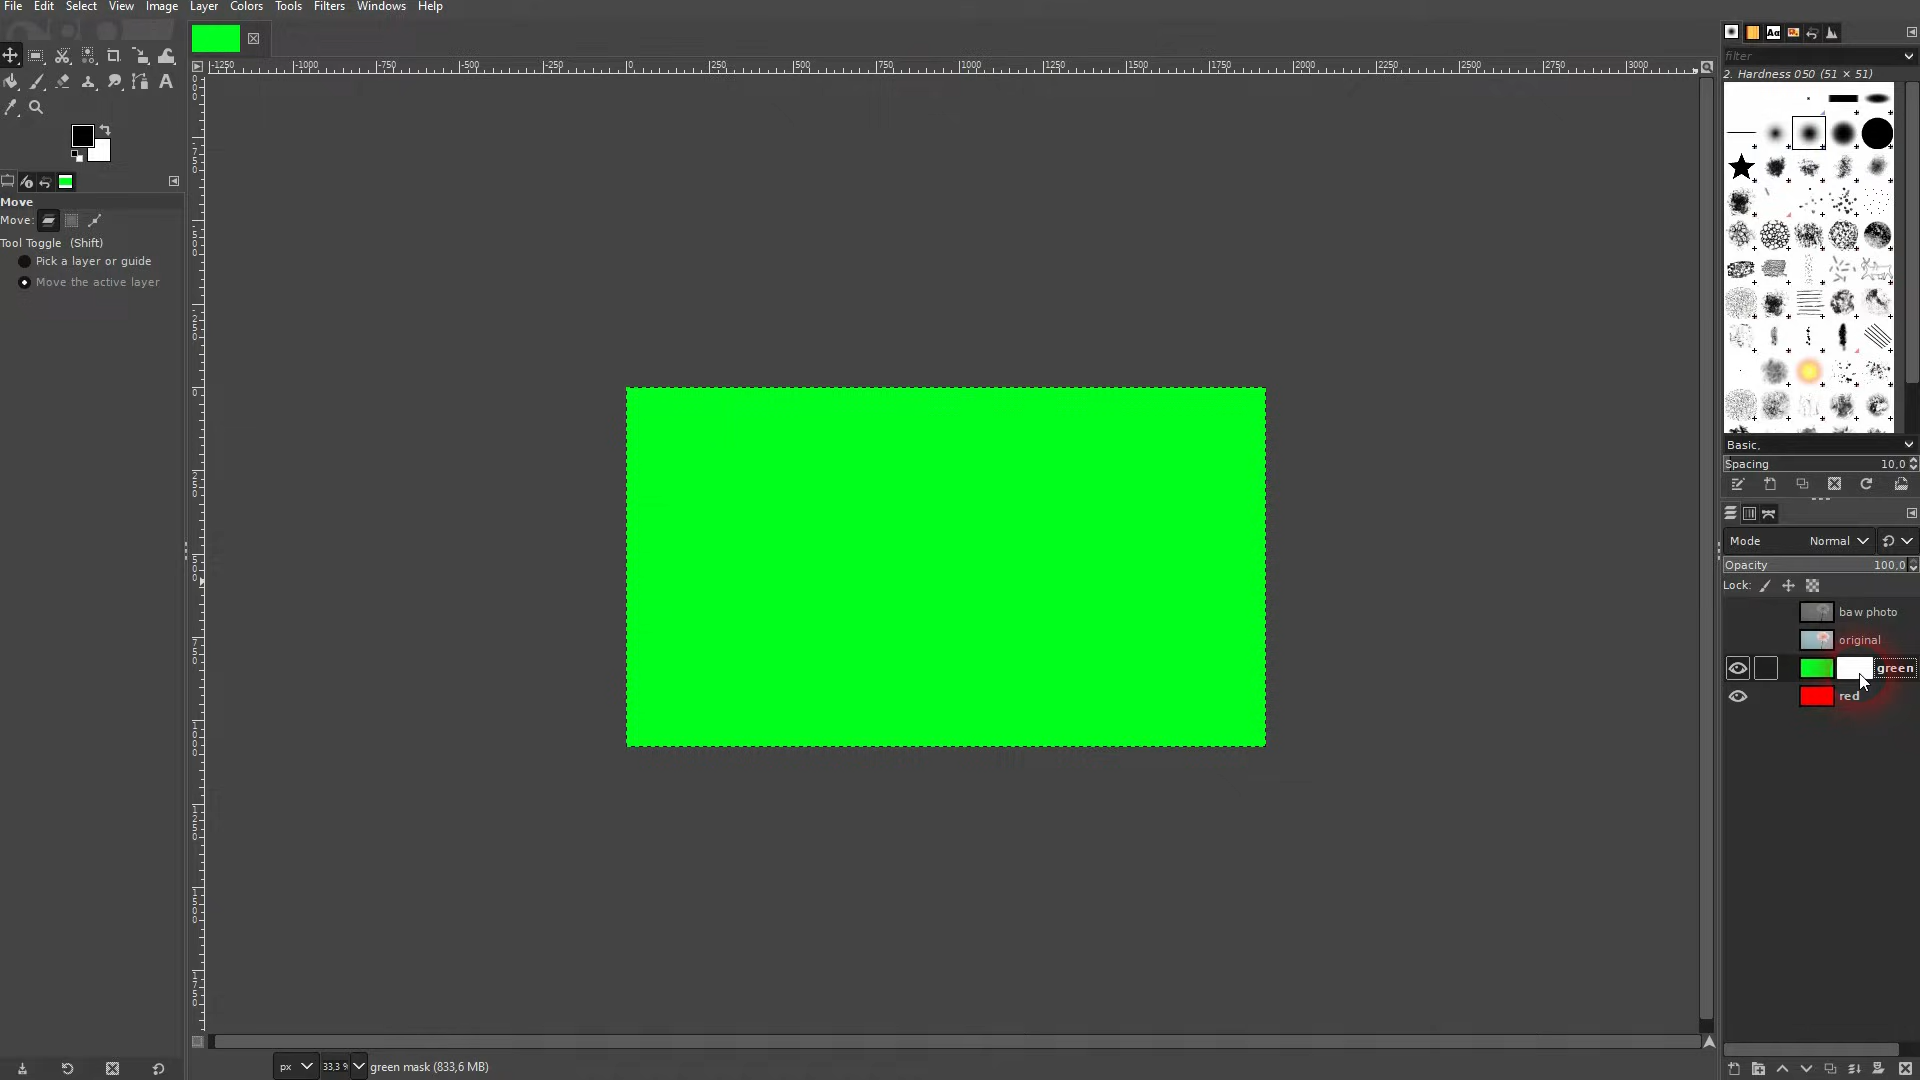 File Edit Select View Image Layer Colors Tools Filters Windows Help
-1250 -1000 -750 -500 -250 0 250 500 750 1000 1250 1500 1750 2000 2250 2500 2750 3000
filter
2. Hardness 050 (51 × 51)
Move
Move:
Tool Toggle (Shift)
Pick a layer or guide
Move the active layer
Basic,
Spacing 10,0
Mode Normal
Opacity 100,0
Lock:
baw photo
original
green
red
px 33,3 % green mask (833,6 MB)